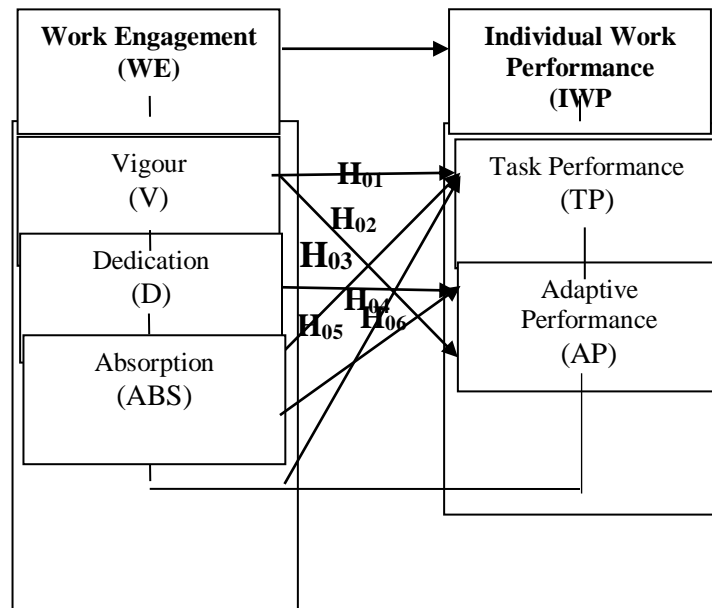 Work Engagement
(WE)
Individual Work
Performance
(IWP
Vigour
(V)
Dedication
(D)
Absorption
(ABS)
H01
H02
H03
H04
H05
H06
Task Performance
(TP)
Adaptive
Performance
(AP)